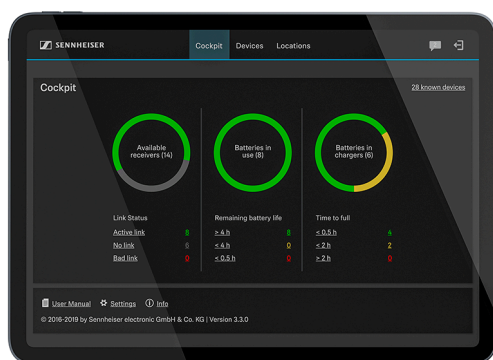 SENNHEISER
Cockpit Devices Locations
Cockpit
28 known devices
Available
receivers (14)
Batteries in
use (8)
Batteries in
chargers (6)
Link Status
Active link 8
No link 6
Bad link 0
Remaining battery life
> 4 h 8
< 4 h 0
< 0.5 h 0
Time to full
< 0.5 h 4
< 2 h 2
> 2 h 0
User Manual Settings Info
© 2016-2019 by Sennheiser electronic GmbH & Co. KG | Version 3.3.0